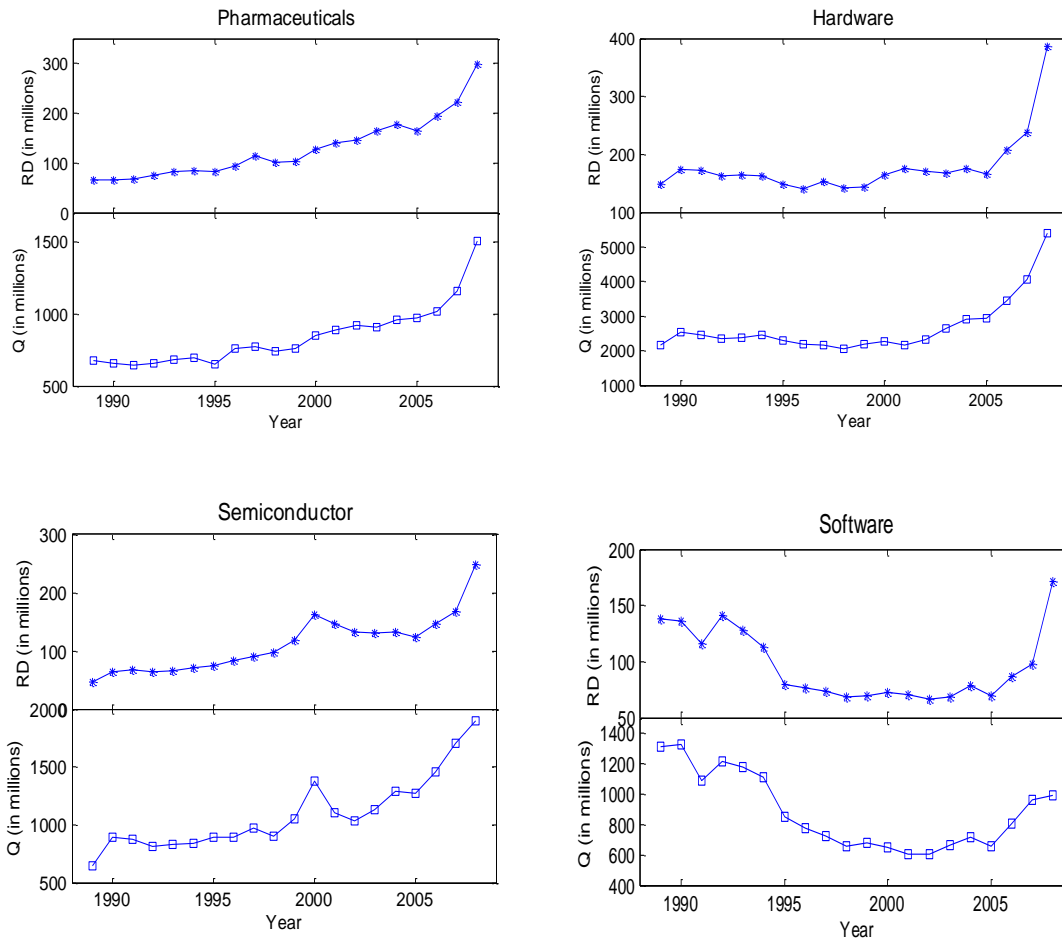 Pharmaceuticals
RD (in millions)
300
200
100
0
Q (in millions)
1500
1000
500
1990 1995 2000 2005
Year
Hardware
RD (in millions)
400
300
200
100
Q (in millions)
5000
4000
3000
2000
1000
1990 1995 2000 2005
Year
Semiconductor
RD (in millions)
300
200
100
0
Q (in millions)
2000
1500
1000
500
1990 1995 2000 2005
Year
Software
RD (in millions)
200
150
100
50
Q (in millions)
1400
1200
1000
800
600
400
1990 1995 2000 2005
Year